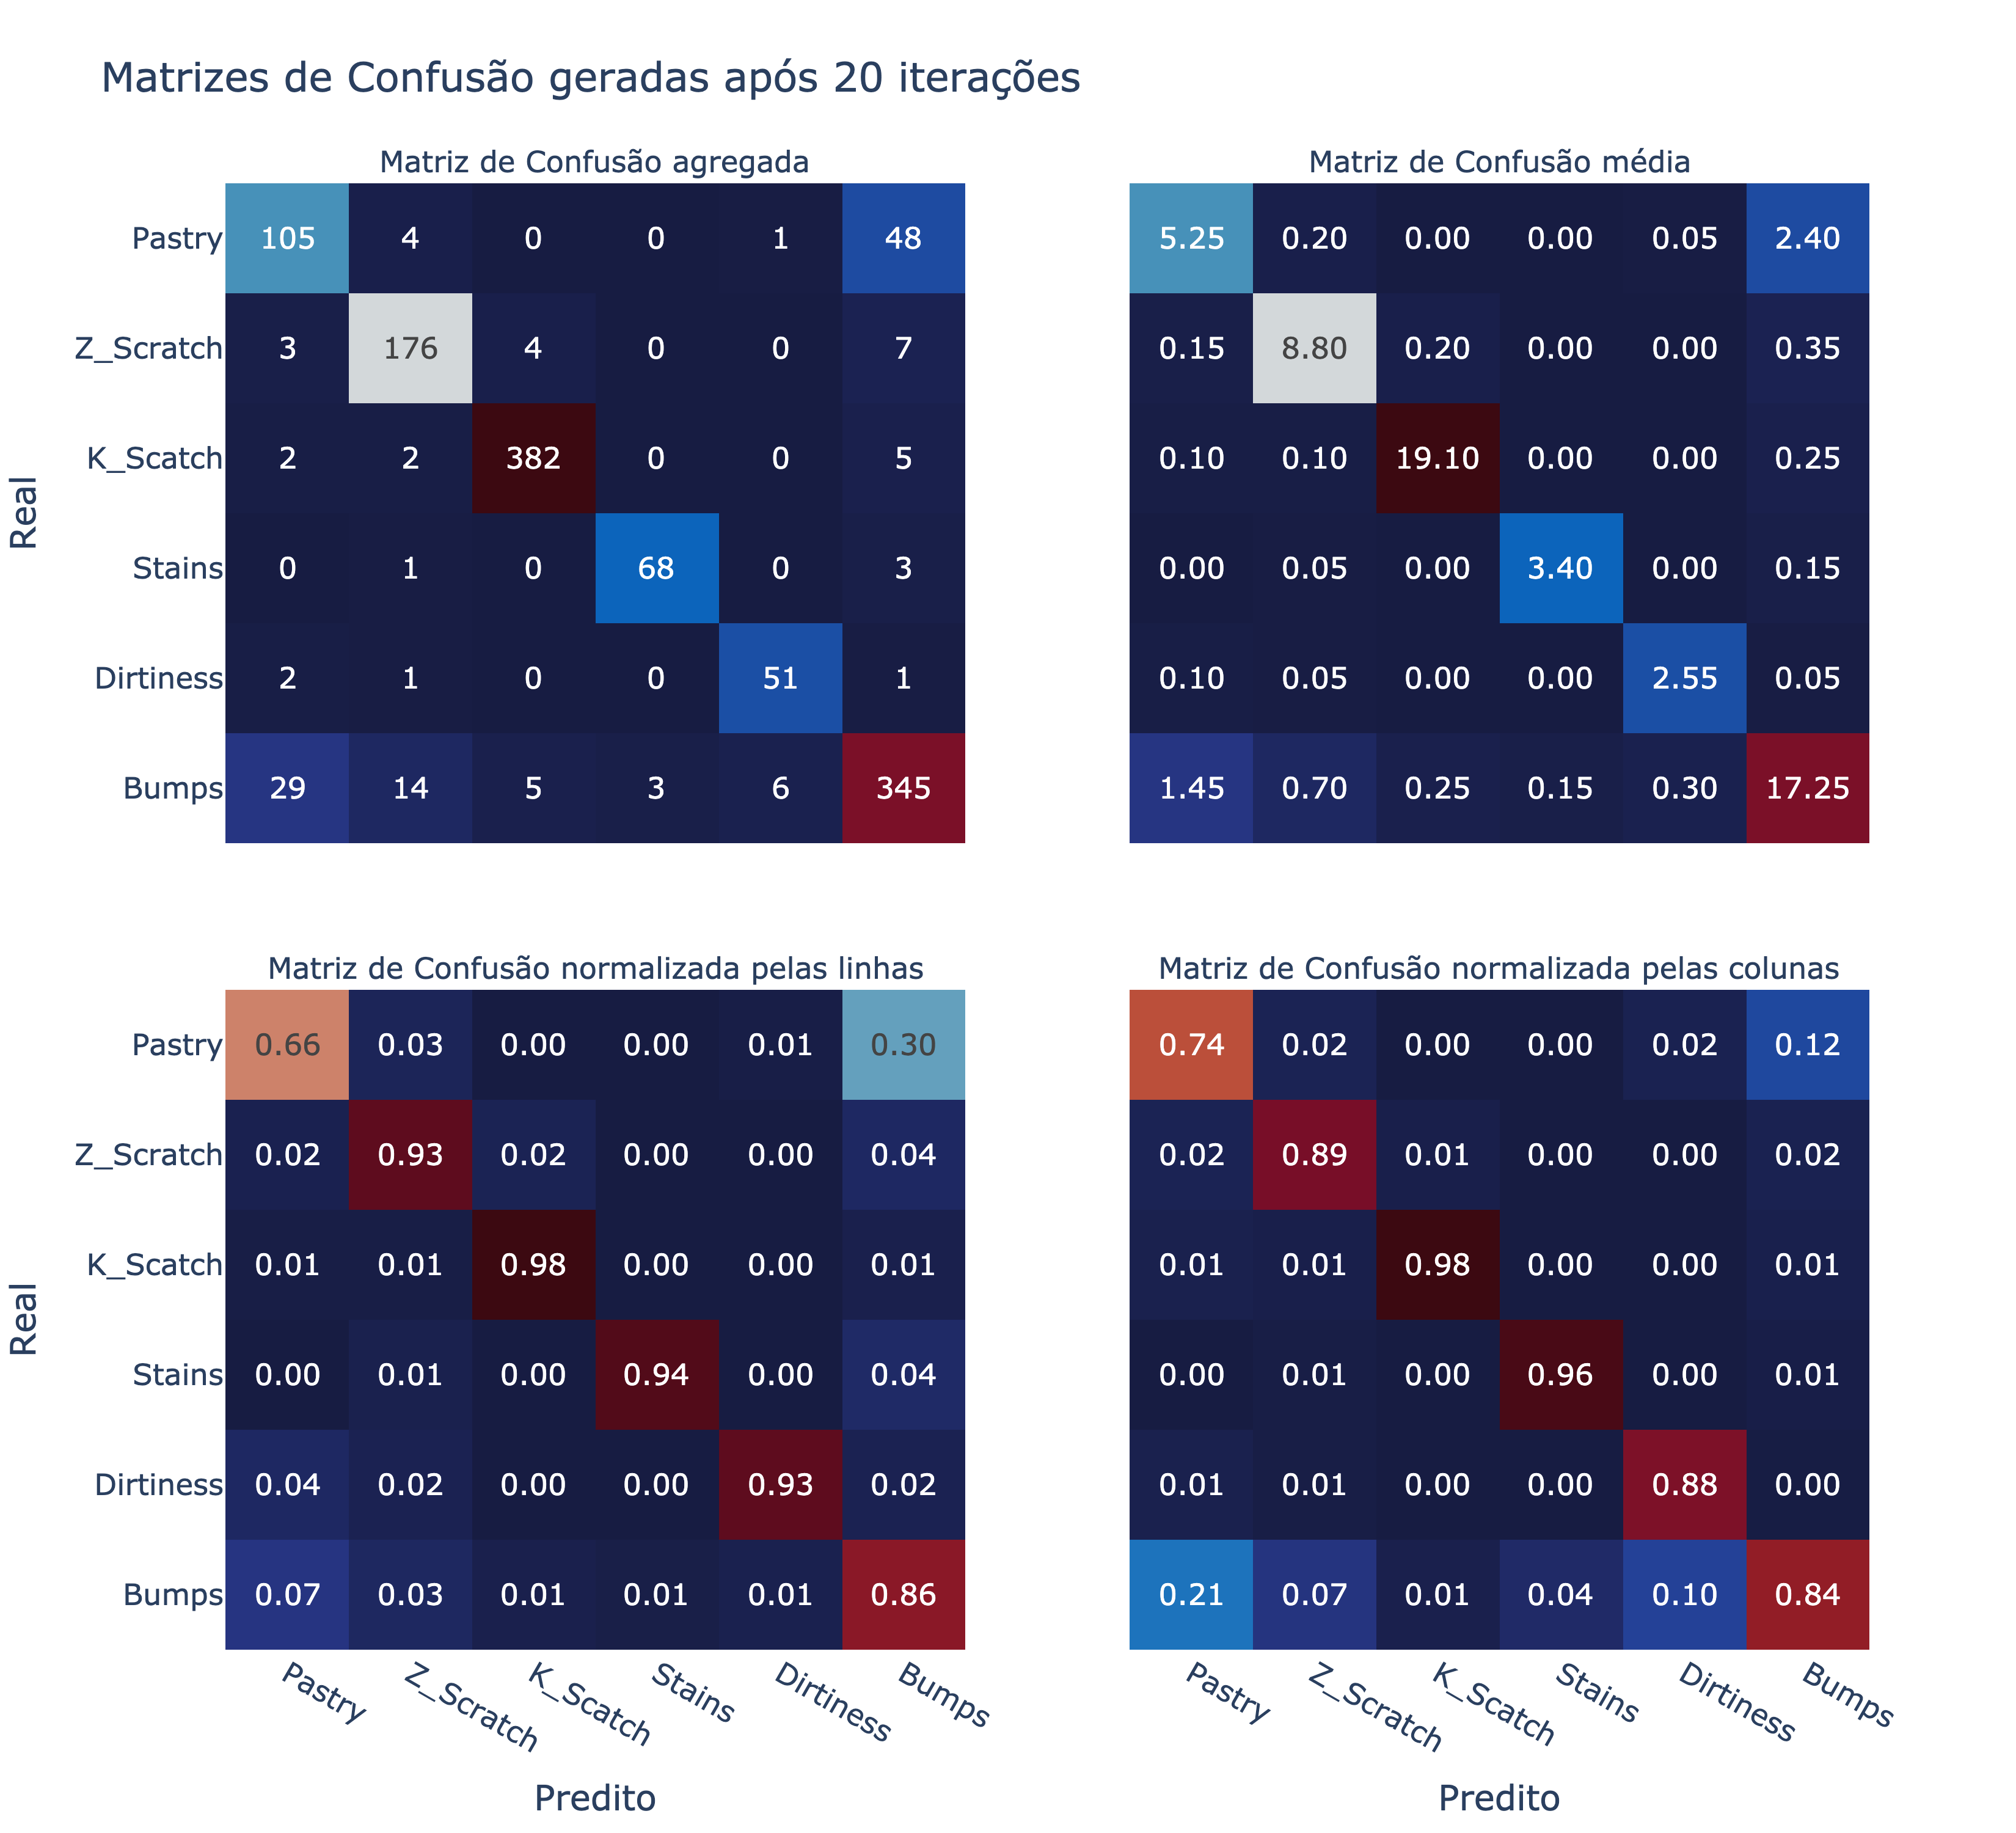 Matrizes de Confusão geradas após 20 iterações
Matriz de Confusão agregada
Real
Pastry 105 4 0 0 1 48
Z_Scratch 3 176 4 0 0 7
K_Scatch 2 2 382 0 0 5
Stains 0 1 0 68 0 3
Dirtiness 2 1 0 0 51 1
Bumps 29 14 5 3 6 345
Matriz de Confusão média
5.25 0.20 0.00 0.00 0.05 2.40
0.15 8.80 0.20 0.00 0.00 0.35
0.10 0.10 19.10 0.00 0.00 0.25
0.00 0.05 0.00 3.40 0.00 0.15
0.10 0.05 0.00 0.00 2.55 0.05
1.45 0.70 0.25 0.15 0.30 17.25
Matriz de Confusão normalizada pelas linhas
Real
Pastry 0.66 0.03 0.00 0.00 0.01 0.30
Z_Scratch 0.02 0.93 0.02 0.00 0.00 0.04
K_Scatch 0.01 0.01 0.98 0.00 0.00 0.01
Stains 0.00 0.01 0.00 0.94 0.00 0.04
Dirtiness 0.04 0.02 0.00 0.00 0.93 0.02
Bumps 0.07 0.03 0.01 0.01 0.01 0.86
Pastry Z_Scratch K_Scatch Stains Dirtiness Bumps
Predito
Matriz de Confusão normalizada pelas colunas
0.74 0.02 0.00 0.00 0.02 0.12
0.02 0.89 0.01 0.00 0.00 0.02
0.01 0.01 0.98 0.00 0.00 0.01
0.00 0.01 0.00 0.96 0.00 0.01
0.01 0.01 0.00 0.00 0.88 0.00
0.21 0.07 0.01 0.04 0.10 0.84
Pastry Z_Scratch K_Scatch Stains Dirtiness Bumps
Predito